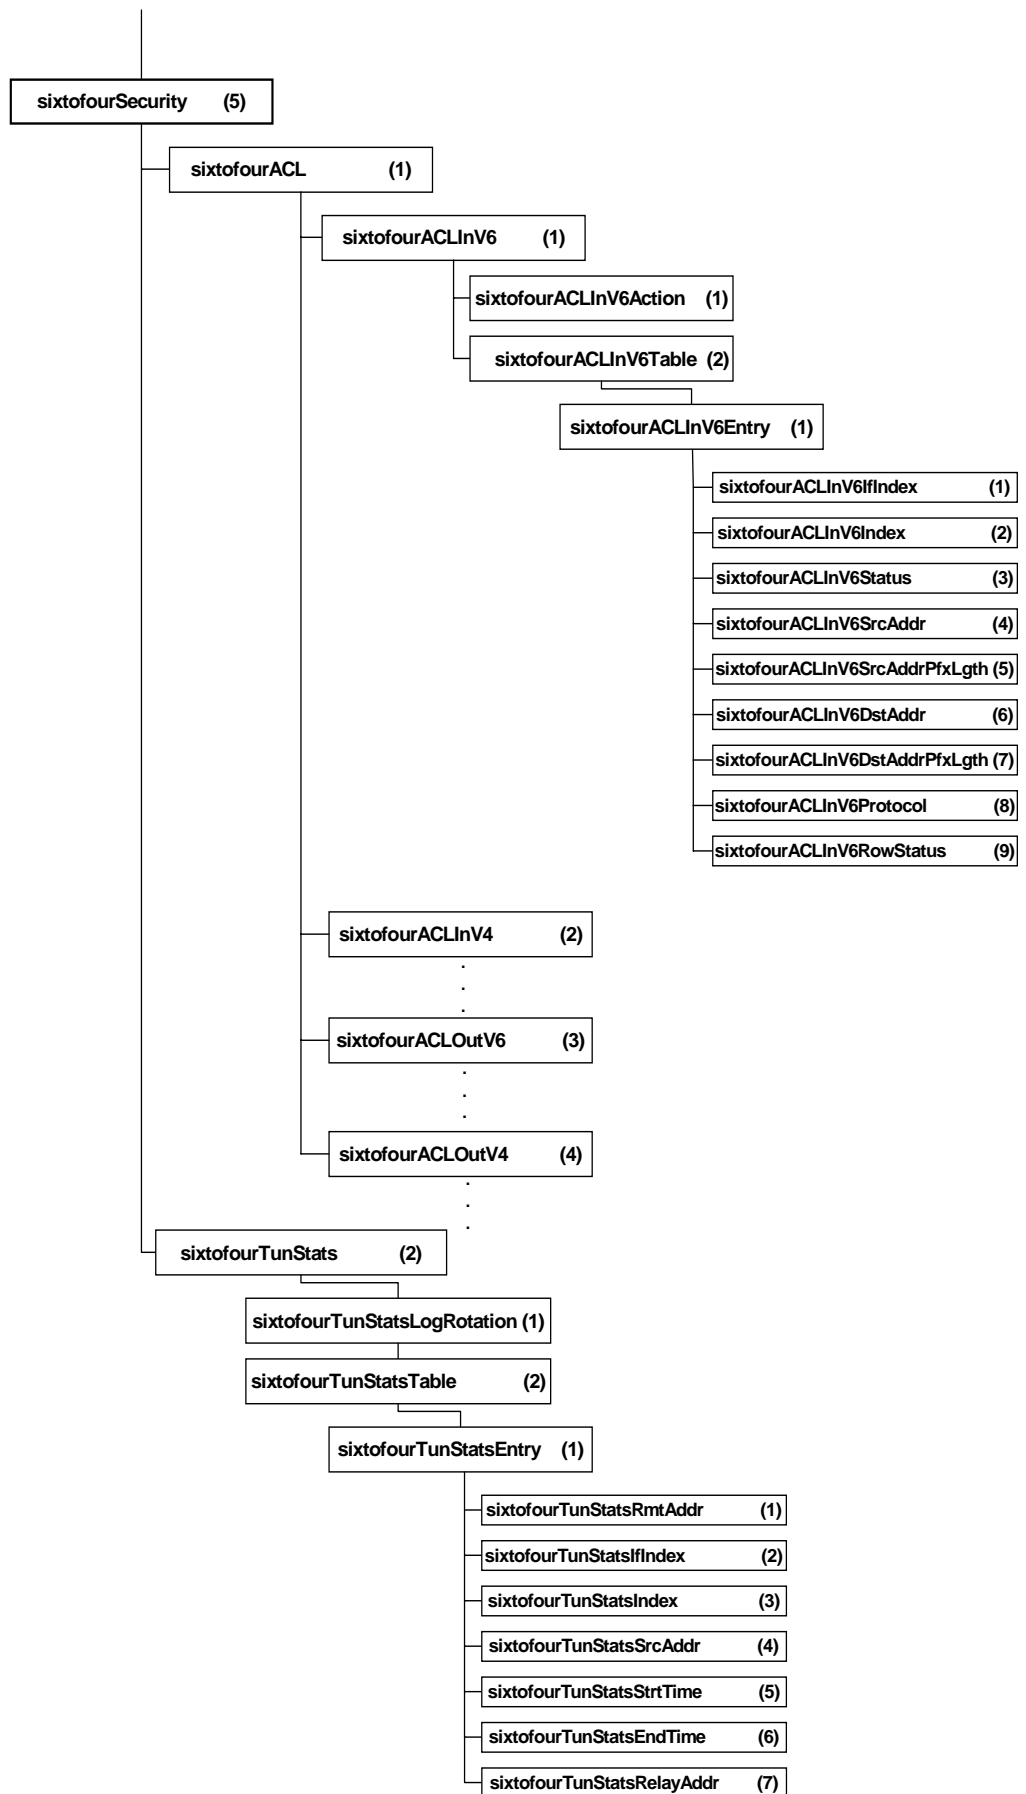 sixtofourSecurity (5)
sixtofourACL (1)
sixtofourACLInV6 (1)
sixtofourACLInV6Action (1)
sixtofourACLInV6Table (2)
sixtofourACLInV6Entry (1)
sixtofourACLInV6IfIndex (1)
sixtofourACLInV6Index (2)
sixtofourACLInV6Status (3)
sixtofourACLInV6SrcAddr (4)
sixtofourACLInV6SrcAddrPfxLgth (5)
sixtofourACLInV6DstAddr (6)
sixtofourACLInV6DstAddrPfxLgth (7)
sixtofourACLInV6Protocol (8)
sixtofourACLInV6RowStatus (9)
sixtofourACLInV4 (2)
.
.
.
sixtofourACLOutV6 (3)
.
.
.
sixtofourACLOutV4 (4)
.
.
.
sixtofourTunStats (2)
sixtofourTunStatsLogRotation (1)
sixtofourTunStatsTable (2)
sixtofourTunStatsEntry (1)
sixtofourTunStatsRmtAddr (1)
sixtofourTunStatsIfIndex (2)
sixtofourTunStatsIndex (3)
sixtofourTunStatsSrcAddr (4)
sixtofourTunStatsStrtTime (5)
sixtofourTunStatsEndTime (6)
sixtofourTunStatsRelayAddr (7)